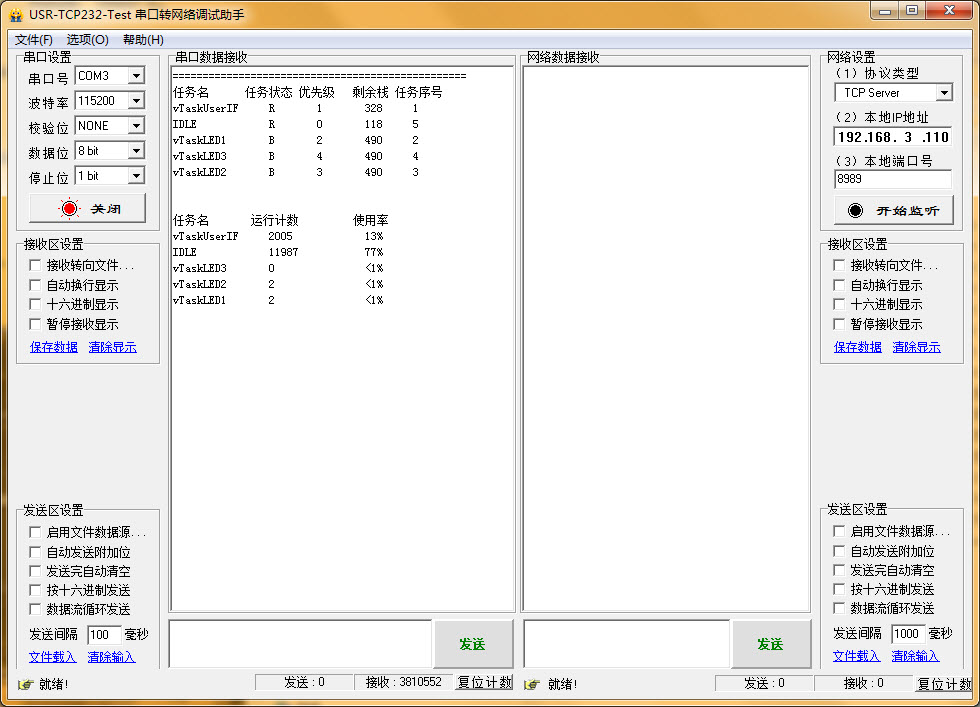 USR-TCP232-Test 串口转网络调试助手
文件(F) 选项(O) 帮助(H)
串口设置
串口号 COM3
波特率 115200
校验位 NONE
数据位 8 bit
停止位 1 bit
关闭
接收区设置
接收转向文件...
自动换行显示
十六进制显示
暂停接收显示
保存数据 清除显示
发送区设置
启用文件数据源...
自动发送附加位
发送完自动清空
按十六进制发送
数据流循环发送
发送间隔 100 毫秒
文件载入 清除输入
就绪!
串口数据接收
=================================================
任务名 任务状态 优先级 剩余栈 任务序号
vTaskUserIF R 1 328 1
IDLE R 0 118 5
vTaskLED1 B 2 490 2
vTaskLED3 B 4 490 4
vTaskLED2 B 3 490 3
任务名 运行计数 使用率
vTaskUserIF 2005 13%
IDLE 11987 77%
vTaskLED3 0 <1%
vTaskLED2 2 <1%
vTaskLED1 2 <1%
发送
发送 : 0 接收 : 3810552 复位计数
网络数据接收
发送
就绪!
发送 : 0 接收 : 0 复位计数
网络设置
(1) 协议类型
TCP Server
(2) 本地IP地址
192.168. 3 .110
(3) 本地端口号
8989
开始监听
接收区设置
接收转向文件...
自动换行显示
十六进制显示
暂停接收显示
保存数据 清除显示
发送区设置
启用文件数据源...
自动发送附加位
发送完自动清空
按十六进制发送
数据流循环发送
发送间隔 1000 毫秒
文件载入 清除输入